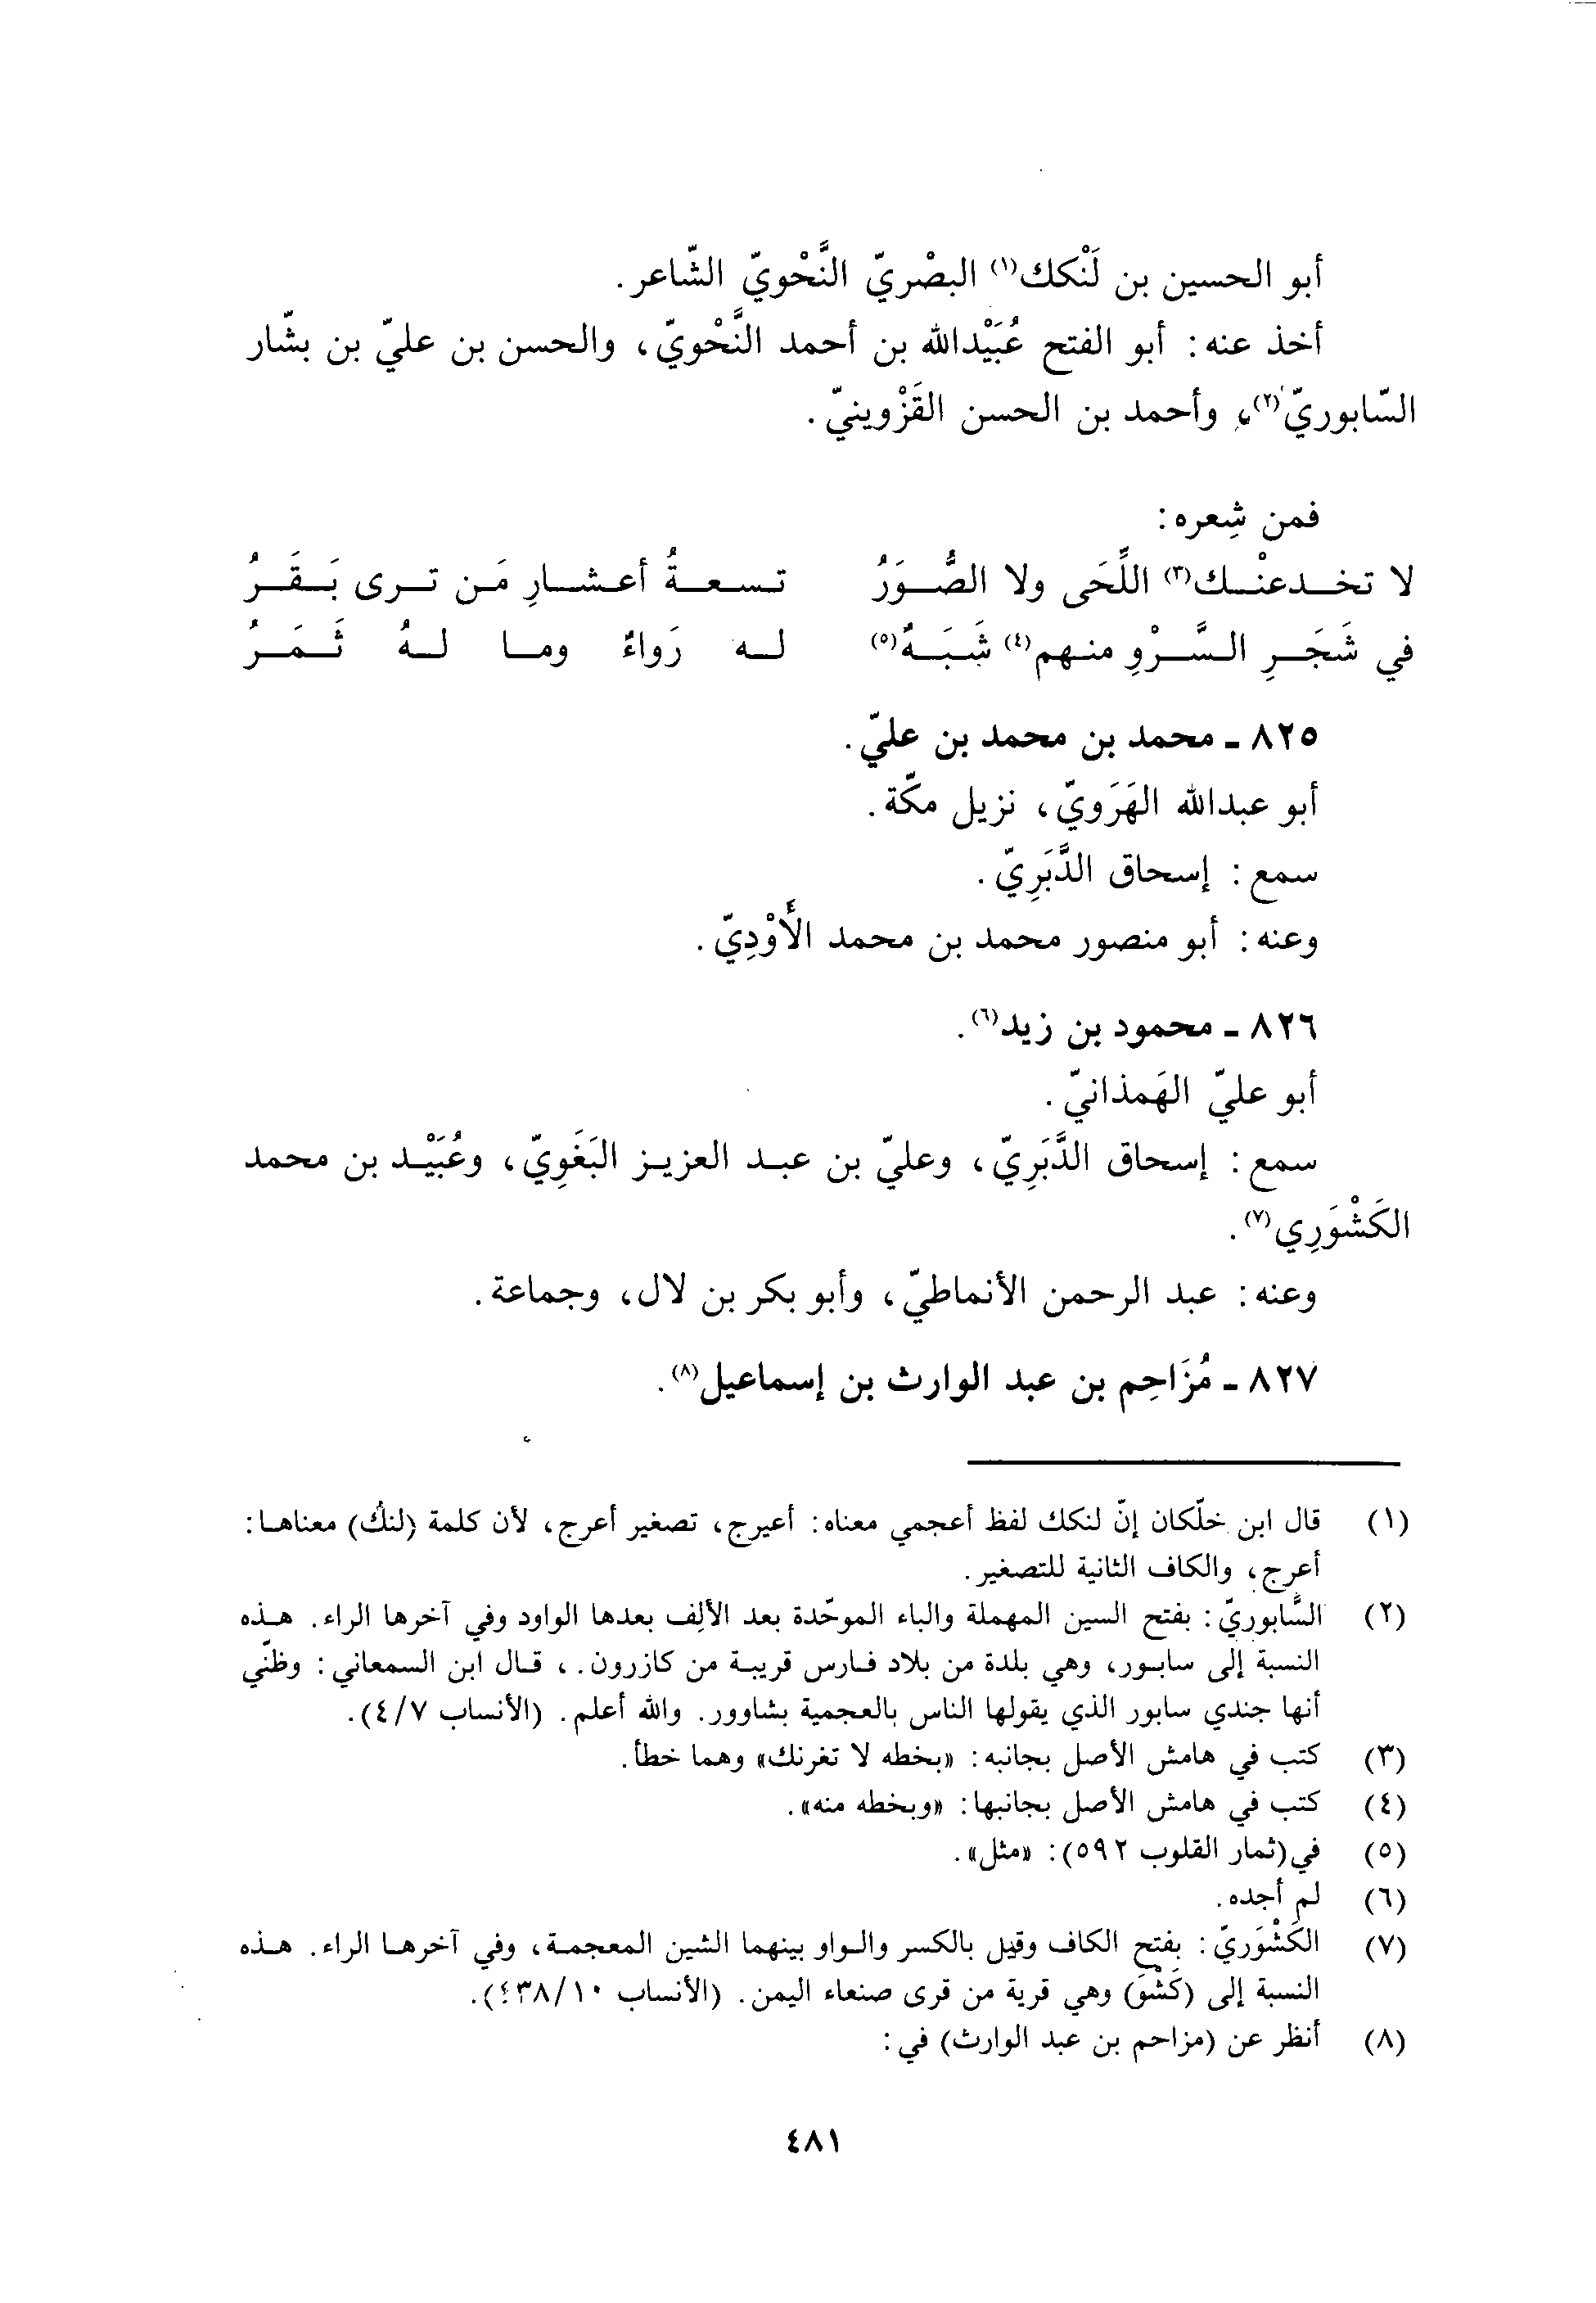 أبو الحسين بن لَنْكك(١) البصْريّ النَّحْويّ الشّاعر.
أخذ عنه: أبو الفتح عُبَيْدالله بن أحمد النَّحْويّ، والحسن بن عليّ بن بشّار
السّابوريّ(٢)، وأحمد بن الحسن القَزْوينيّ.
فمن شِعره:
لا تخدعنْك(٣) اللِّحَى ولا الصُّوَرُ تسعةُ أعشارِ مَن ترى بَقَرُ
في شَجَرِ السَّرْوِ منهم(٤) شَبَهٌ(٥) له رَواءٌ وما لهُ ثَمَرُ
٨٢٥ ـ محمد بن محمد بن عليّ.
أبو عبدالله الهَرَويّ، نزيل مكّة.
سمع: إسحاق الدَّبَرِيّ.
وعنه: أبو منصور محمد بن محمد الأَوْدِيّ.
٨٢٦ ـ محمود بن زيد(٦).
أبو عليّ الهَمذانيّ.
سمع: إسحاق الدَّبَرِيّ، وعليّ بن عبد العزيز البَغَوِيّ، وعُبَيْد بن محمد
الكَشْوَرِي(٧).
وعنه: عبد الرحمن الأنماطيّ، وأبو بكر بن لال، وجماعة.
٨٢٧ ـ مُزَاحِم بن عبد الوارث بن إسماعيل(٨).
(١) قال ابن خلّكان إنّ لنكك لفظ أعجمي معناه: أعيرج، تصغير أعرج، لأن كلمة (لنك) معناها:
أعرج، والكاف الثانية للتصغير.
(٢) السَّابوريّ: بفتح السين المهملة والباء الموحّدة بعد الألِف بعدها الواود وفي آخرها الراء. هذه
النسبة إلى سابور، وهي بلدة من بلاد فارس قريبة من كازرون.، قال ابن السمعاني: وظنّي
أنها جندي سابور الذي يقولها الناس بالعجمية بشاوور. والله أعلم. (الأنساب ٤/٧).
(٣) كتب في هامش الأصل بجانبه: «بخطه لا تغرنك» وهما خطأ.
(٤) كتب في هامش الأصل بجانبها: «وبخطه منه».
(٥) في(ثمار القلوب ٥٩٢): «مثل».
(٦) لم أجده.
(٧) الكَشْوَريّ: بفتح الكاف وقيل بالكسر والواو بينهما الشين المعجمة، وفي آخرها الراء. هذه
النسبة إلى (كَشْوَ) وهي قرية من قرى صنعاء اليمن. (الأنساب ٤٣٨/١٠).
(٨) أنظر عن (مزاحم بن عبد الوارث) في:
٤٨١